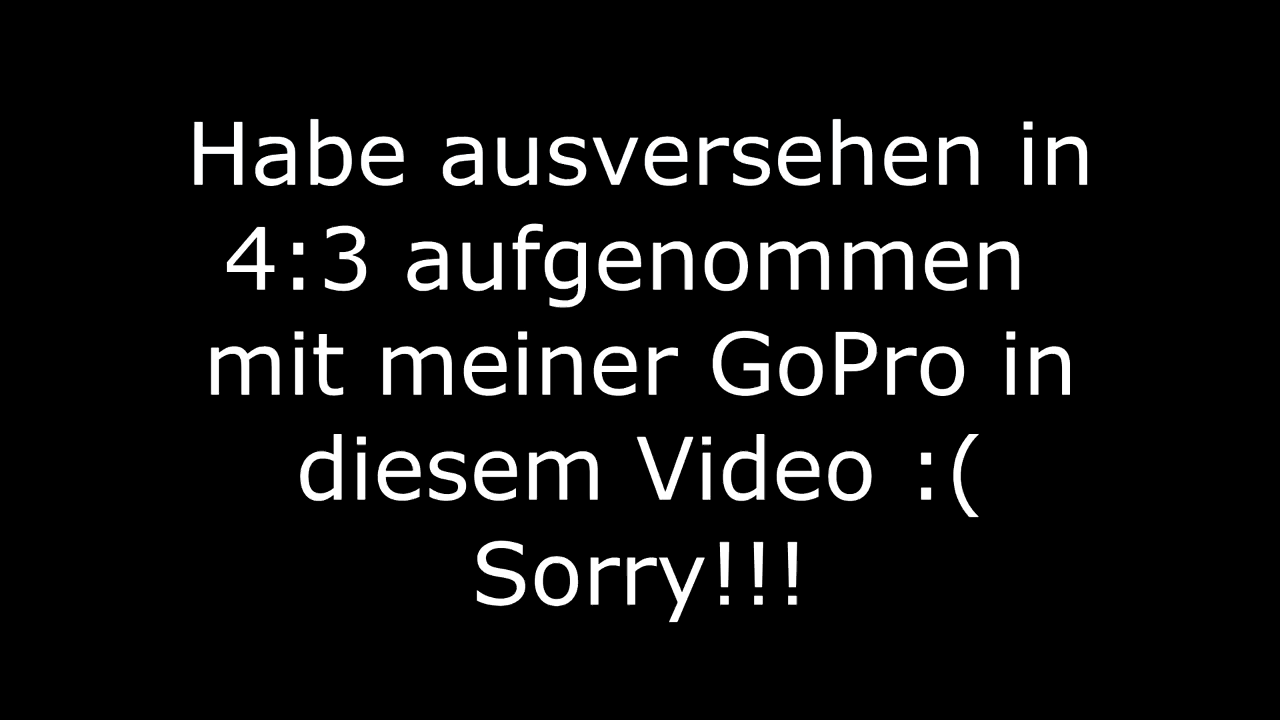 Habe ausversehen in
4:3 aufgenommen
mit meiner GoPro in
diesem Video :(
Sorry!!!